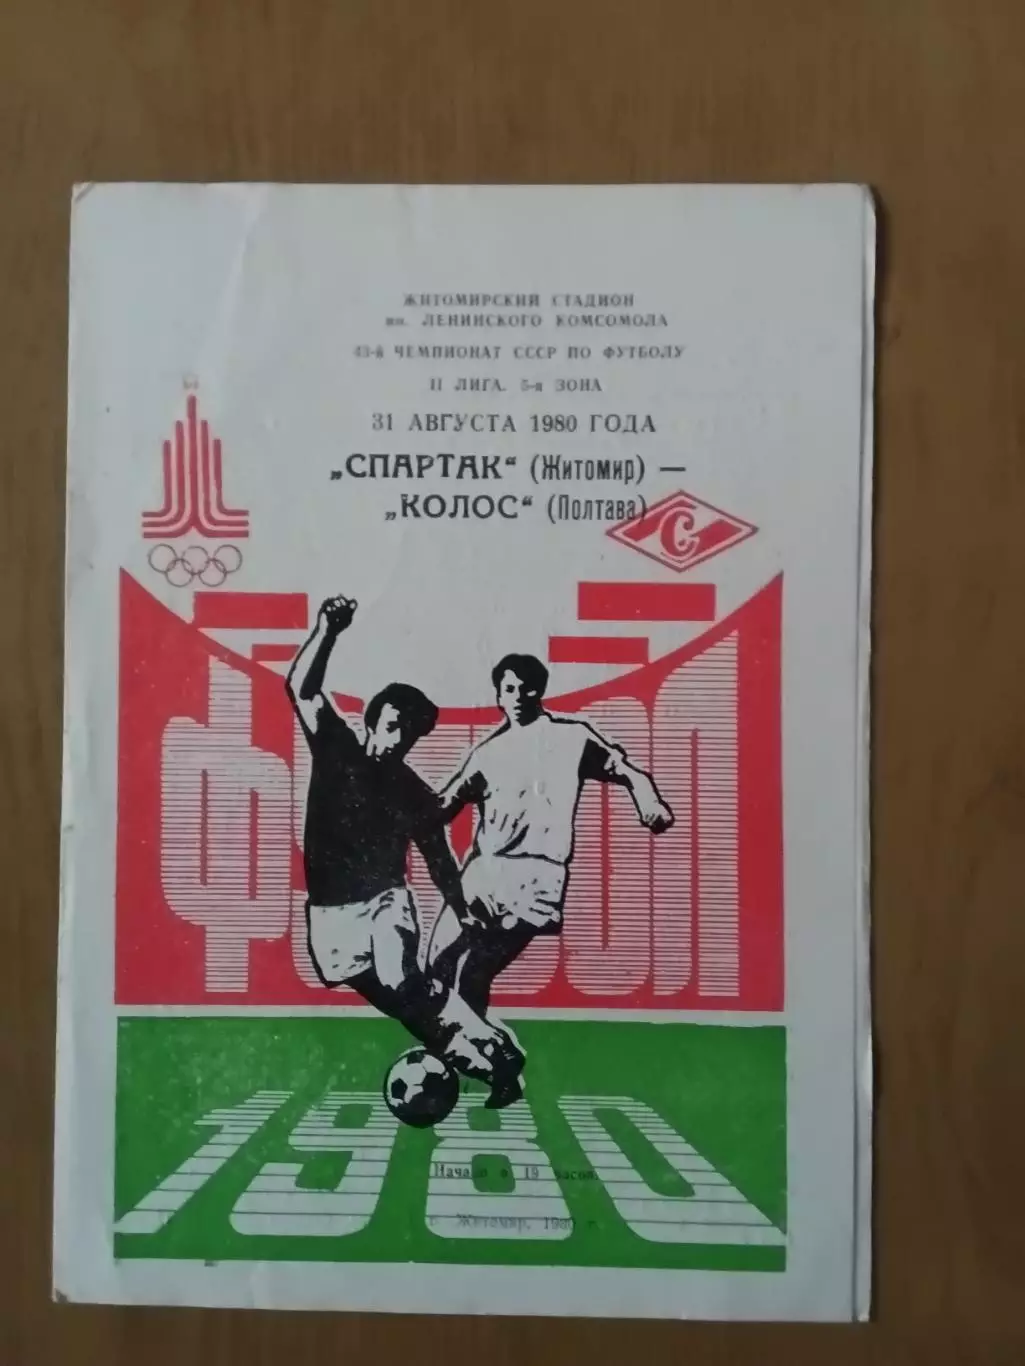 ЖИТОМИРСКИЙ СТАДИОН
им. ЛЕНИНСКОГО КОМСОМОЛА
43-й ЧЕМПИОНАТ СССР ПО ФУТБОЛУ
II ЛИГА. 5-я ЗОНА
31 АВГУСТА 1980 ГОДА
„СПАРТАК“ (Житомир) —
„КОЛОС“ (Полтава)
С
ФУТБОЛ
1980
Начало в 19 часов.
г. Житомир, 1980 г.